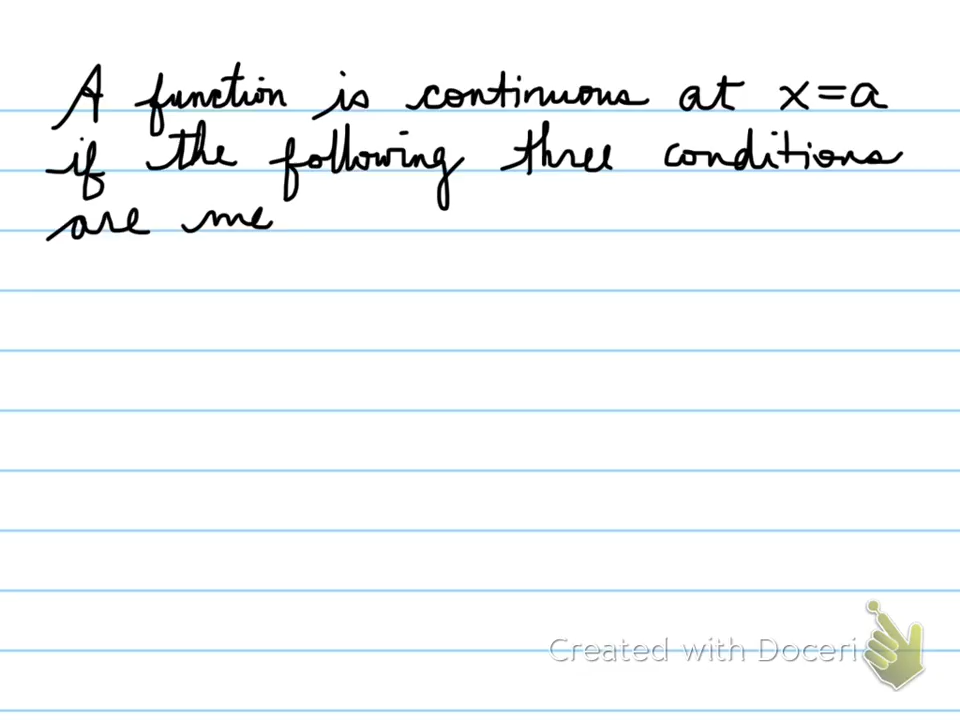 A function is continuous at x=a
if the following three conditions
are me
Created with Doceri